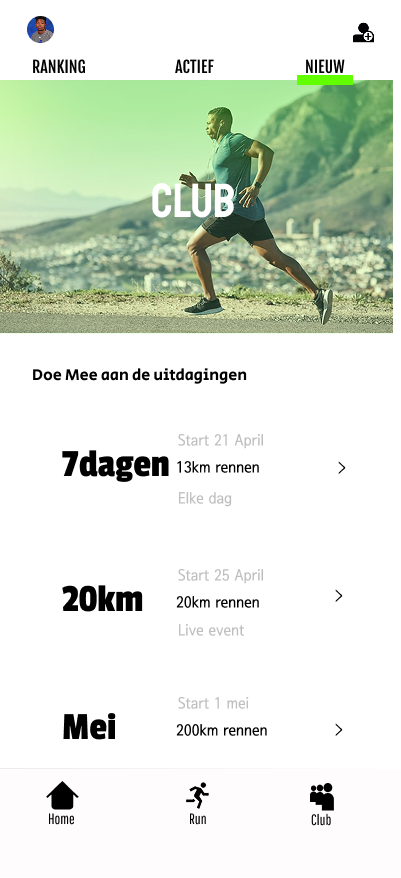 RANKING
ACTIEF
NIEUW
CLUB
Doe Mee aan de uitdagingen
Start 21 April
7dagen
13km rennen
Elke dag
Start 25 April
20km
20km rennen
Live event
Start 1 mei
Mei
200km rennen
Home
Run
Club